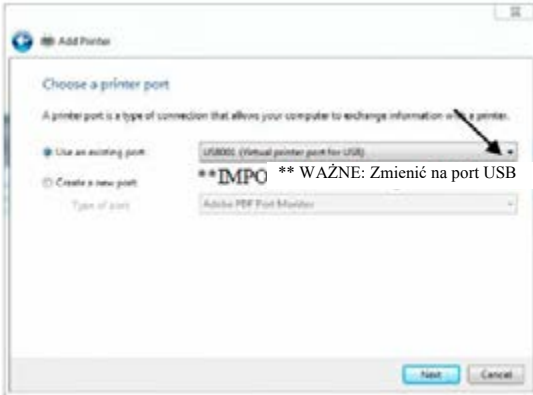 Add Printer
Choose a printer port
A printer port is a type of connection that allows your computer to exchange information with a printer.
Use an existing port: USB001 (Virtual printer port for USB)
**IMPO ** WAŻNE: Zmienić na port USB
Create a new port:
Type of port: Adobe PDF Port Monitor
Next Cancel